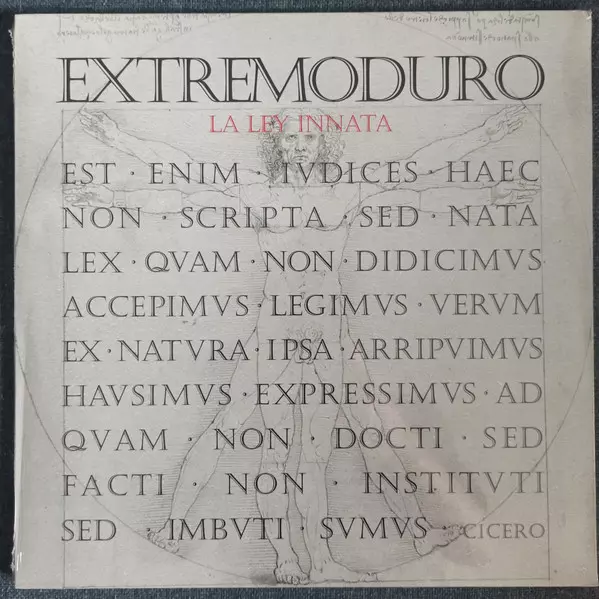 EXTREMODURO
LA LEY INNATA
EST · ENIM · IVDICES · HAEC
NON · SCRIPTA · SED · NATA
LEX · QVAM · NON · DIDICIMVS
ACCEPIMVS · LEGIMVS · VERVM
EX · NATVRA · IPSA · ARRIPVIMVS
HAVSIMVS · EXPRESSIMVS · AD
QVAM · NON · DOCTI · SED
FACTI · NON · INSTITVTI
SED · IMBVTI · SVMVS · CICERO